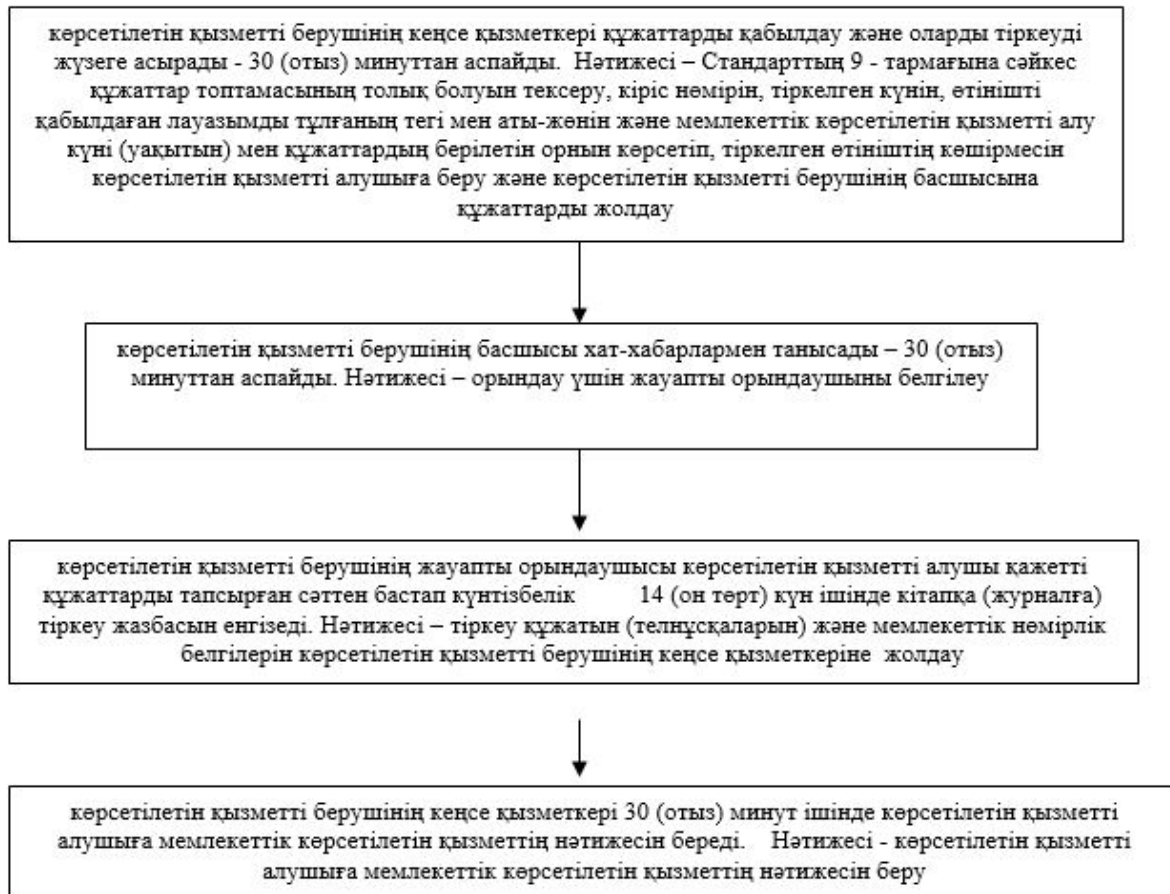 көрсетілетін қызметті берушінің кеңсе қызметкері құжаттарды қабылдау және оларды тіркеуді
жүзеге асырады - 30 (отыз) минуттан аспайды. Нәтижесі – Стандарттың 9 - тармағына сәйкес
құжаттар топтамасының толық болуын тексеру, кіріс нөмірін, тіркелген күнін, өтінішті
қабылдаған лауазымды тұлғаның тегі мен аты-жөнін және мемлекеттік көрсетілетін қызметті алу
күні (уақытын) мен құжаттардың берілетін орнын көрсетіп, тіркелген өтініштің көшірмесін
көрсетілетін қызметті алушыға беру және көрсетілетін қызметті берушінің басшысына
құжаттарды жолдау
көрсетілетін қызметті берушінің басшысы хат-хабарлармен танысады – 30 (отыз)
минуттан аспайды. Нәтижесі – орындау үшін жауапты орындаушыны белгілеу
көрсетілетін қызметті берушінің жауапты орындаушысы көрсетілетін қызметті алушы қажетті
құжаттарды тапсырған сәттен бастап күнтізбелік 14 (он төрт) күн ішінде кітапқа (журналға)
тіркеу жазбасын енгізеді. Нәтижесі – тіркеу құжатын (телнұсқаларын) және мемлекеттік нөмірлік
белгілерін көрсетілетін қызметті берушінің кеңсе қызметкеріне жолдау
көрсетілетін қызметті берушінің кеңсе қызметкері 30 (отыз) минут ішінде көрсетілетін қызметті
алушыға мемлекеттік көрсетілетін қызметтің нәтижесін береді. Нәтижесі - көрсетілетін қызметті
алушыға мемлекеттік көрсетілетін қызметтің нәтижесін беру